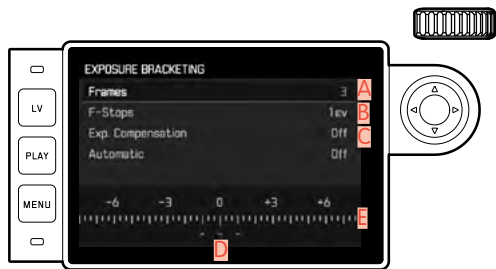 EXPOSURE BRACKETING
Frames 3 A
F-Stops 1EV B
Exp. Compensation Off C
Automatic Off
-6 -3 0 +3 +6
E
D
LV
PLAY
MENU